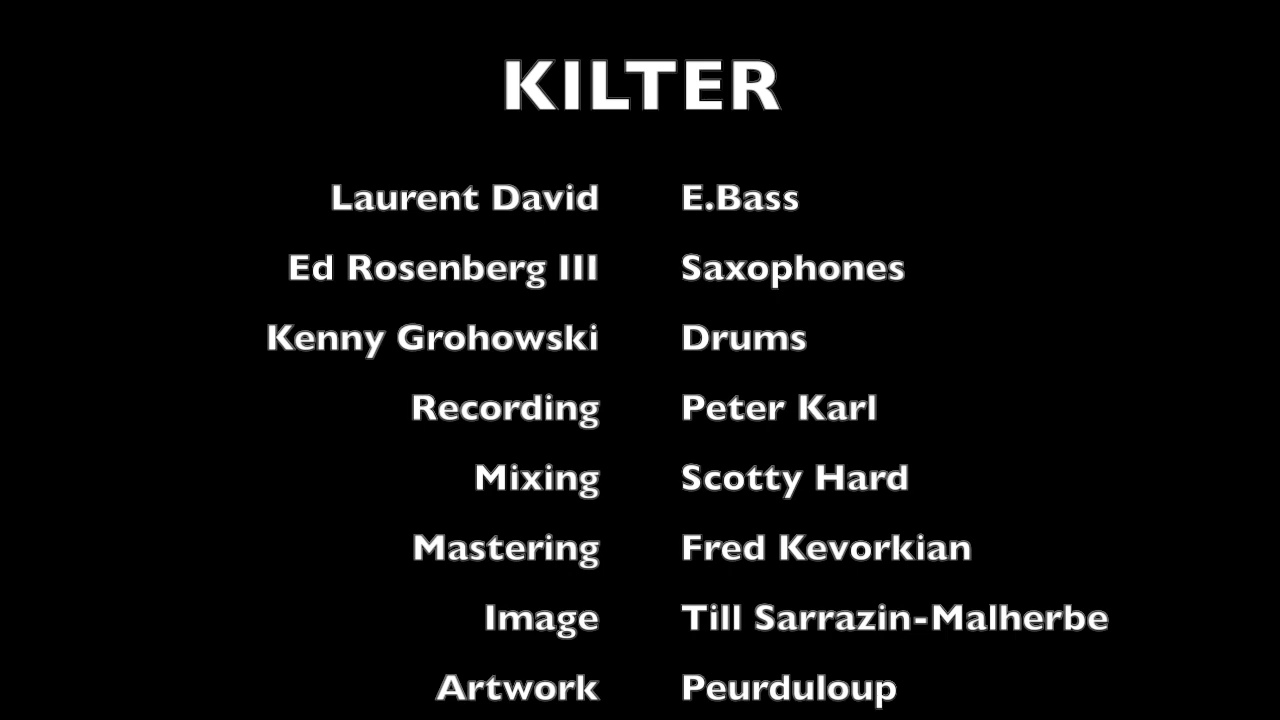 KILTER
Laurent David E.Bass
Ed Rosenberg III Saxophones
Kenny Grohowski Drums
Recording Peter Karl
Mixing Scotty Hard
Mastering Fred Kevorkian
Image Till Sarrazin-Malherbe
Artwork Peurduloup